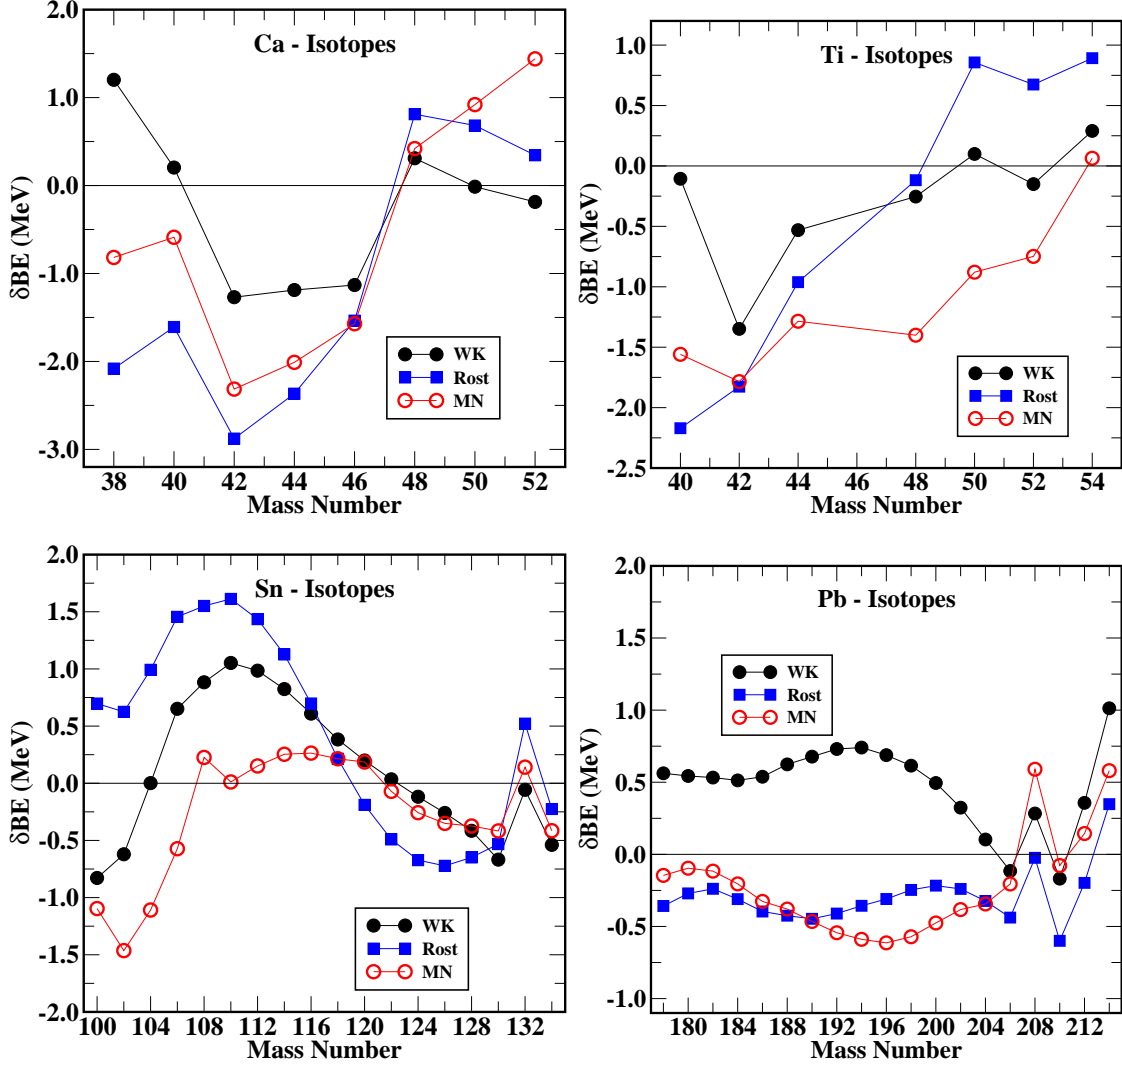 Ca - Isotopes
2.0
1.0
0.0
-1.0
-2.0
-3.0
δBE (MeV)
WK
Rost
MN
38 40 42 44 46 48 50 52
Mass Number
Ti - Isotopes
1.0
0.5
0.0
-0.5
-1.0
-1.5
-2.0
-2.5
δBE (MeV)
WK
Rost
MN
40 42 44 46 48 50 52 54
Mass Number
Sn - Isotopes
2.0
1.5
1.0
0.5
0.0
-0.5
-1.0
-1.5
-2.0
δBE (MeV)
WK
Rost
MN
100 104 108 112 116 120 124 128 132
Mass Number
Pb - Isotopes
2.0
1.5
1.0
0.5
0.0
-0.5
-1.0
δBE (MeV)
WK
Rost
MN
180 184 188 192 196 200 204 208 212
Mass Number